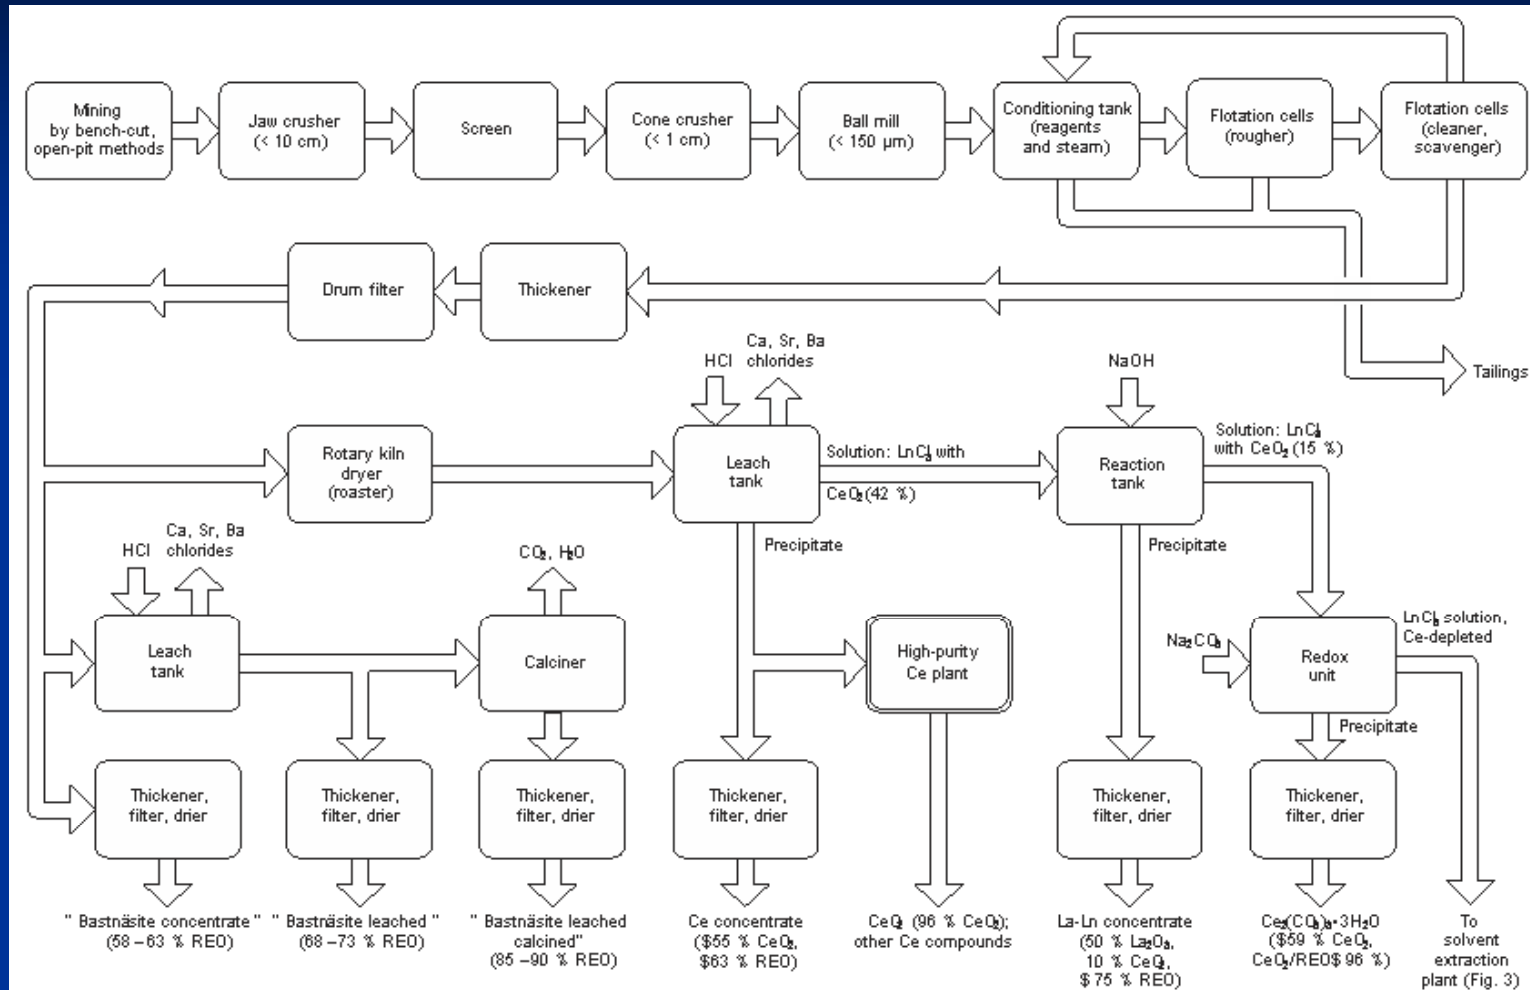 Mining
by bench-cut,
open-pit methods
Jaw crusher
(< 10 cm)
Screen
Cone crusher
(< 1 cm)
Ball mill
(< 150 µm)
Conditioning tank
(reagents
and steam)
Flotation cells
(rougher)
Flotation cells
(cleaner,
scavenger)
Drum filter
Thickener
Tailings
HCl
Ca, Sr, Ba
chlorides
NaOH
Rotary kiln
dryer
(roaster)
Leach
tank
Solution: LnCl₃ with
CeO₂ (42 %)
Reaction
tank
Solution: LnCl₃
with CeO₂ (15 %)
Precipitate
Precipitate
HCl
Ca, Sr, Ba
chlorides
CO₂, H₂O
Leach
tank
Calciner
High-purity
Ce plant
Na₂CO₃
Redox
unit
LnCl₃ solution,
Ce-depleted
Precipitate
Thickener,
filter, drier
Thickener,
filter, drier
Thickener,
filter, drier
Thickener,
filter, drier
Thickener,
filter, drier
Thickener,
filter, drier
" Bastnäsite concentrate "
(58–63 % REO)
" Bastnäsite leached "
(68–73 % REO)
" Bastnäsite leached
calcined"
(85–90 % REO)
Ce concentrate
($55 % CeO₂,
$63 % REO)
CeO₂ (96 % CeO₂);
other Ce compounds
La-Ln concentrate
(50 % La₂O₃,
10 % CeO₂,
$ 75 % REO)
Ce₂(CO₃)₃•3H₂O
($59 % CeO₂,
CeO₂/REO$ 96 %)
To
solvent
extraction
plant (Fig. 3)